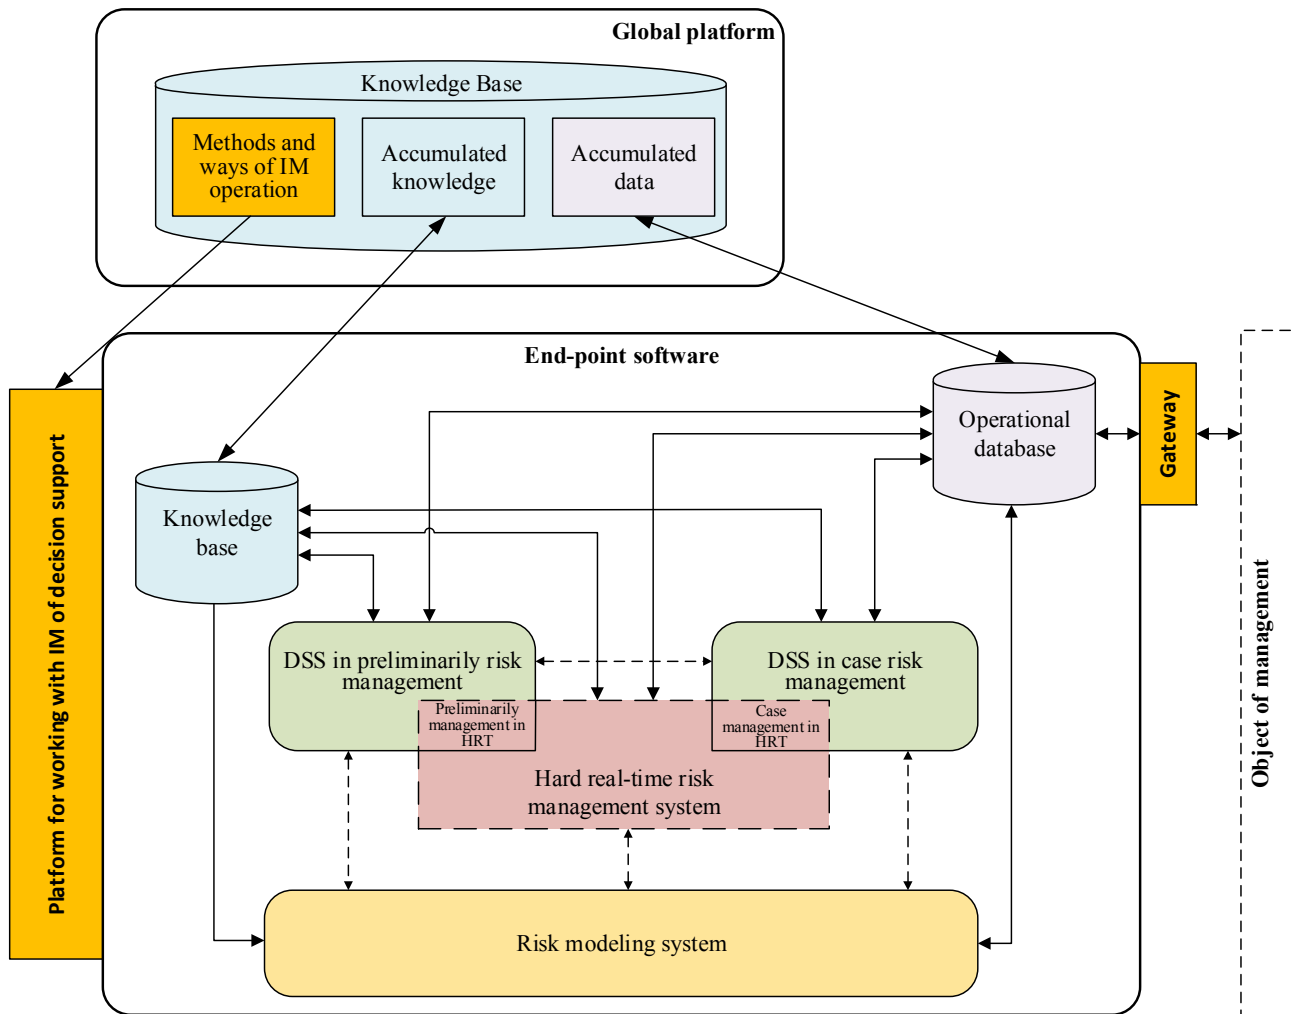 Global platform
Knowledge Base
Methods and
ways of IM
operation
Accumulated
knowledge
Accumulated
data
End-point software
Platform for working with IM of decision support
Operational
database
Gateway
Object of management
Knowledge
base
DSS in preliminarily risk
management
DSS in case risk
management
Preliminarily
management in
HRT
Case
management in
HRT
Hard real-time risk
management system
Risk modeling system